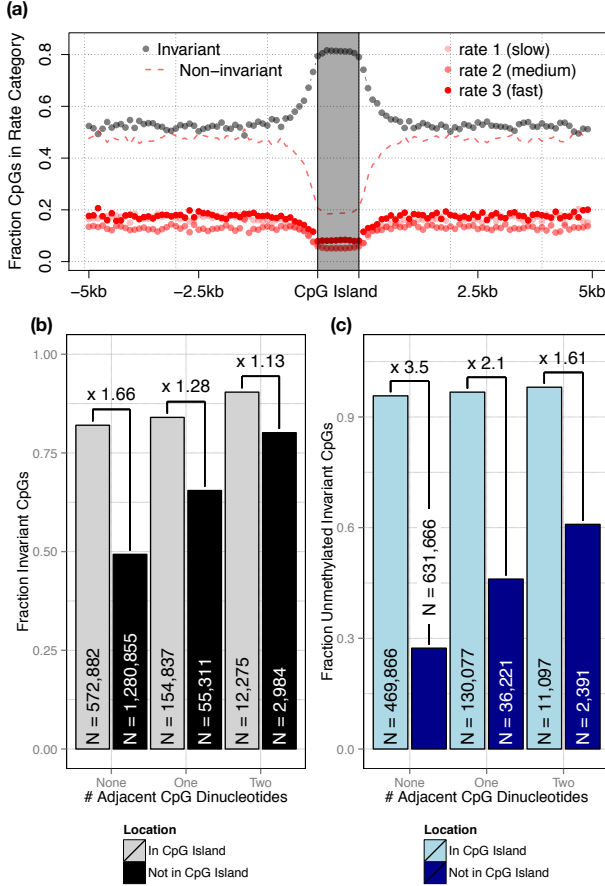 (a)
Fraction CpGs in Rate Category
0.0
0.2
0.4
0.6
0.8
Invariant
Non-invariant
rate 1 (slow)
rate 2 (medium)
rate 3 (fast)
−5kb
−2.5kb
CpG Island
2.5kb
5kb
(b)
Fraction Invariant CpGs
1.00
0.75
0.50
0.25
0.00
x 1.66
x 1.28
x 1.13
N = 572,882
N = 1,280,855
N = 154,837
N = 55,311
N = 12,275
N = 2,984
None
One
Two
# Adjacent CpG Dinucleotides
Location
In CpG Island
Not in CpG Island
(c)
Fraction Unmethylated Invariant CpGs
0.9
0.6
0.3
0.0
x 3.5
x 2.1
x 1.61
N = 469,866
N = 631,666
N = 130,077
N = 36,221
N = 11,097
N = 2,391
None
One
Two
# Adjacent CpG Dinucleotides
Location
In CpG Island
Not in CpG Island